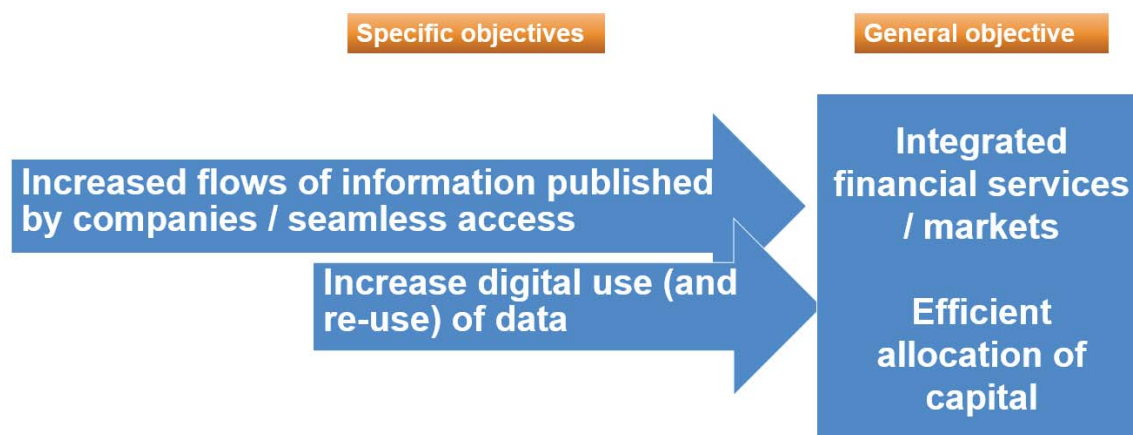 Specific objectives
General objective
Increased flows of information published
by companies / seamless access
Increase digital use (and
re-use) of data
Integrated
financial services
/ markets
Efficient
allocation of
capital